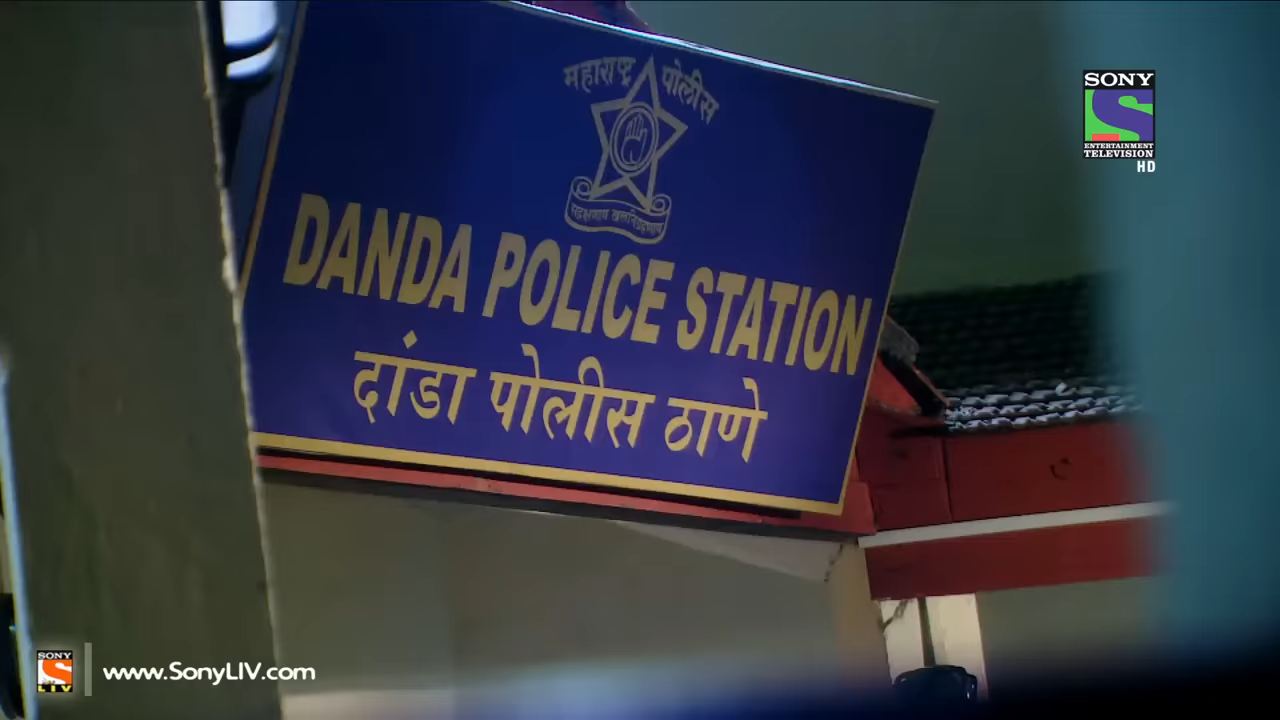 महाराष्ट्र पोलीस
DANDA POLICE STATION
दांडा पोलीस ठाणे
SONY
ENTERTAINMENT
TELEVISION
HD
SONY
LIV
www.SonyLIV.com